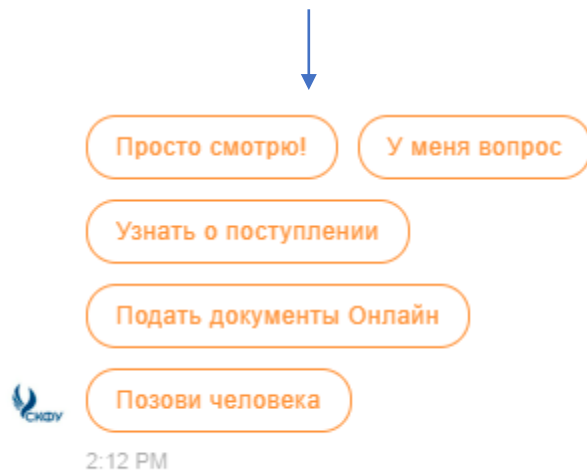 Просто смотрю! У меня вопрос
Узнать о поступлении
Подать документы Онлайн
Позови человека
СКФУ
2:12 PM